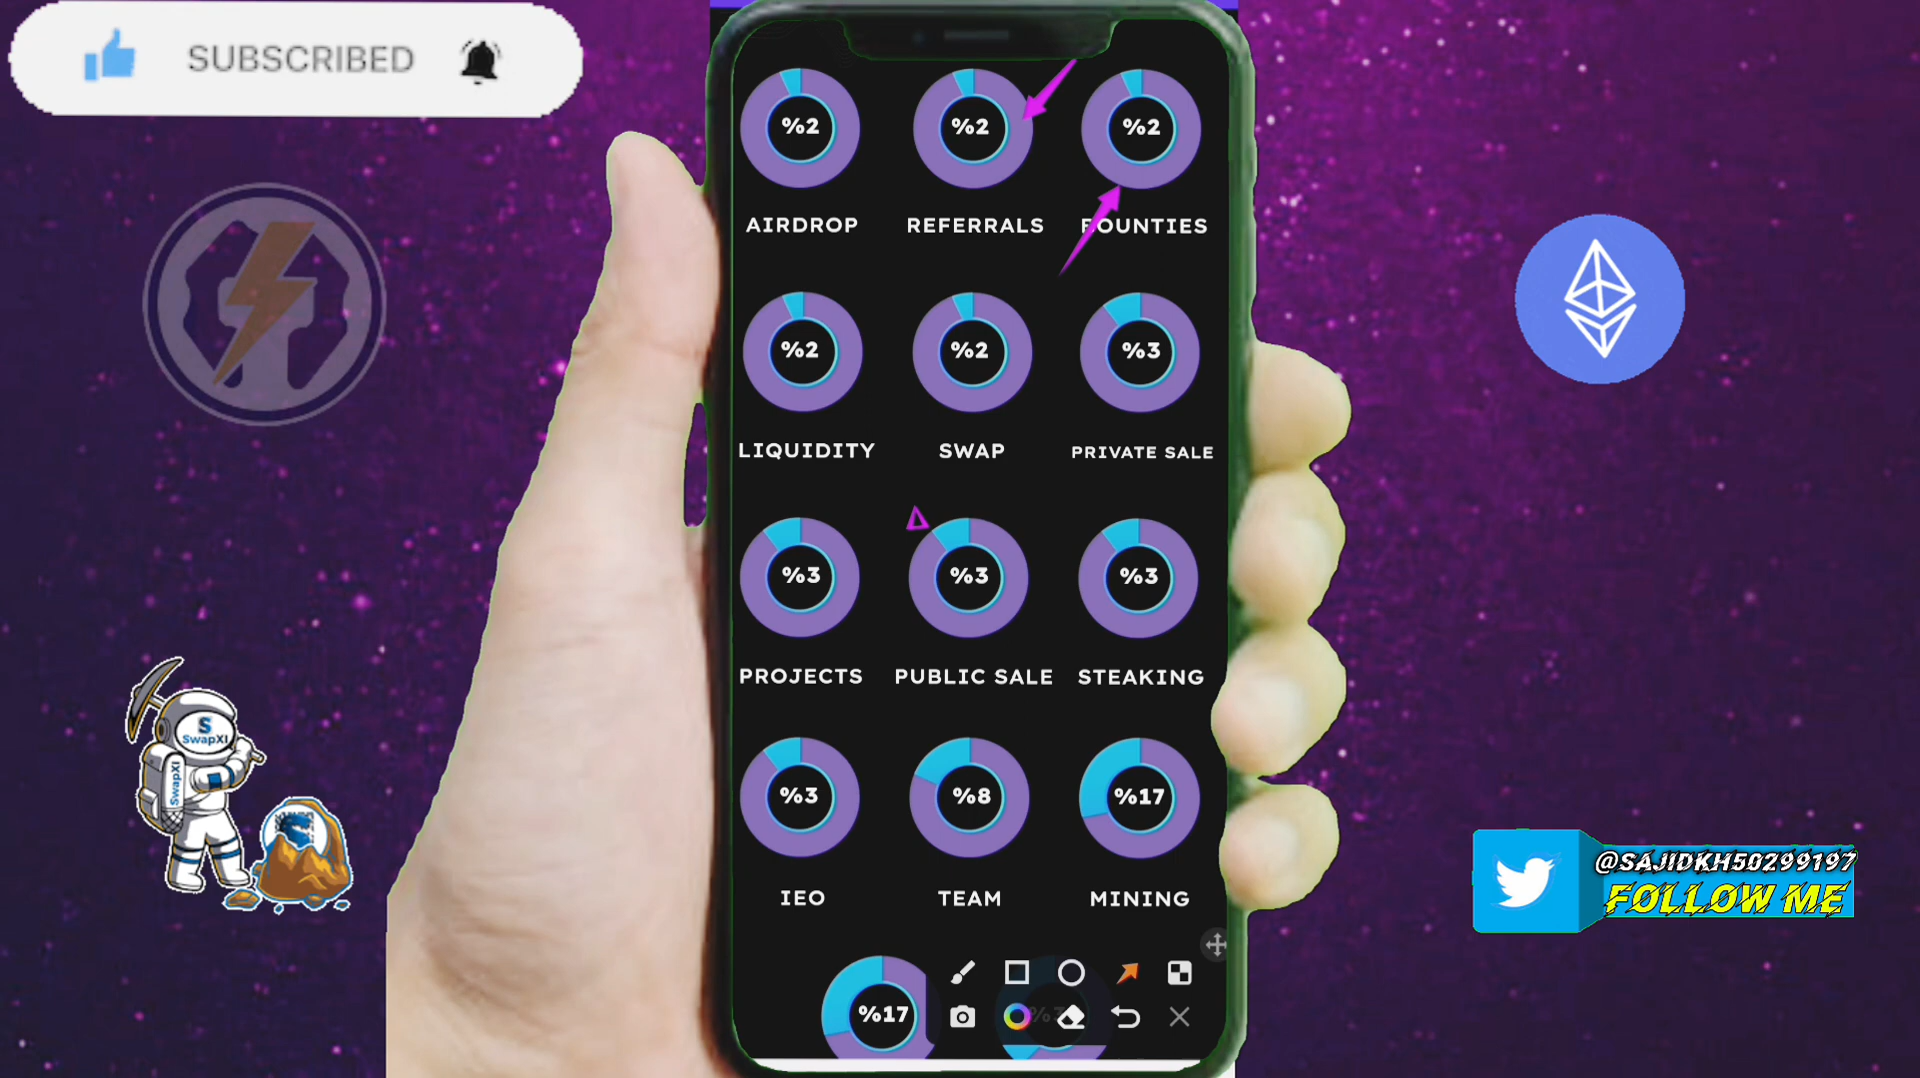 SUBSCRIBED
%2 %2 %2
AIRDROP REFERRALS BOUNTIES
%2 %2 %3
LIQUIDITY SWAP PRIVATE SALE
%3 %3 %3
PROJECTS PUBLIC SALE STEAKING
%3 %8 %17
IEO TEAM MINING
%17
S
SwapXI
SwapXI
@SAJIDKH50299197
FOLLOW ME